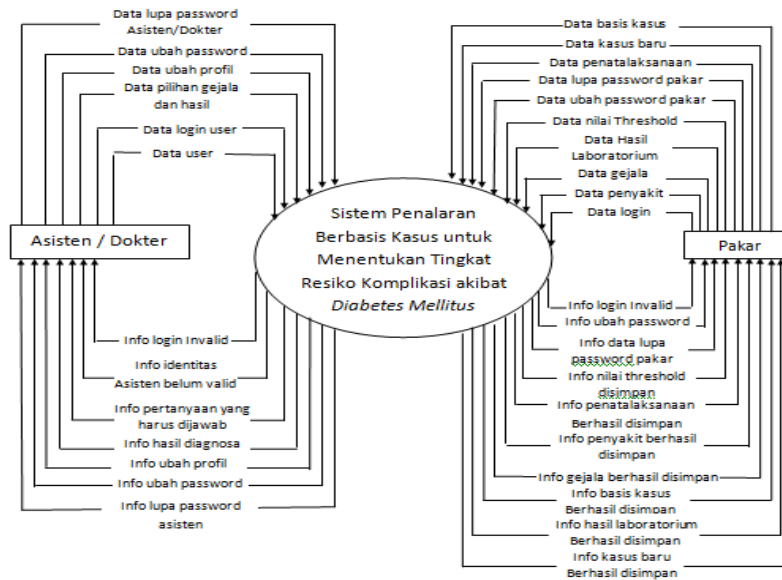 Data lupa password
Asisten/Dokter
Data ubah password
Data ubah profil
Data pilihan gejala
dan hasil
Data login user
Data user
Asisten / Dokter
Info login Invalid
Info identitas
Asisten belum valid
Info pertanyaan yang
harus dijawab
Info hasil diagnosa
Info ubah profil
Info ubah password
Info lupa password
asisten
Sistem Penalaran
Berbasis Kasus untuk
Menentukan Tingkat
Resiko Komplikasi akibat
Diabetes Mellitus
Data basis kasus
Data kasus baru
Data penatalaksanaan
Data lupa password pakar
Data ubah password pakar
Data nilai Threshold
Data Hasil
Laboratorium
Data gejala
Data penyakit
Data login
Pakar
Info login Invalid
Info ubah password
Info data lupa
password pakar
Info nilai threshold
disimpan
Info penatalaksanaan
Berhasil disimpan
Info penyakit berhasil
disimpan
Info gejala berhasil disimpan
Info basis kasus
Berhasil disimpan
Info hasil laboratorium
Berhasil disimpan
Info kasus baru
Berhasil disimpan